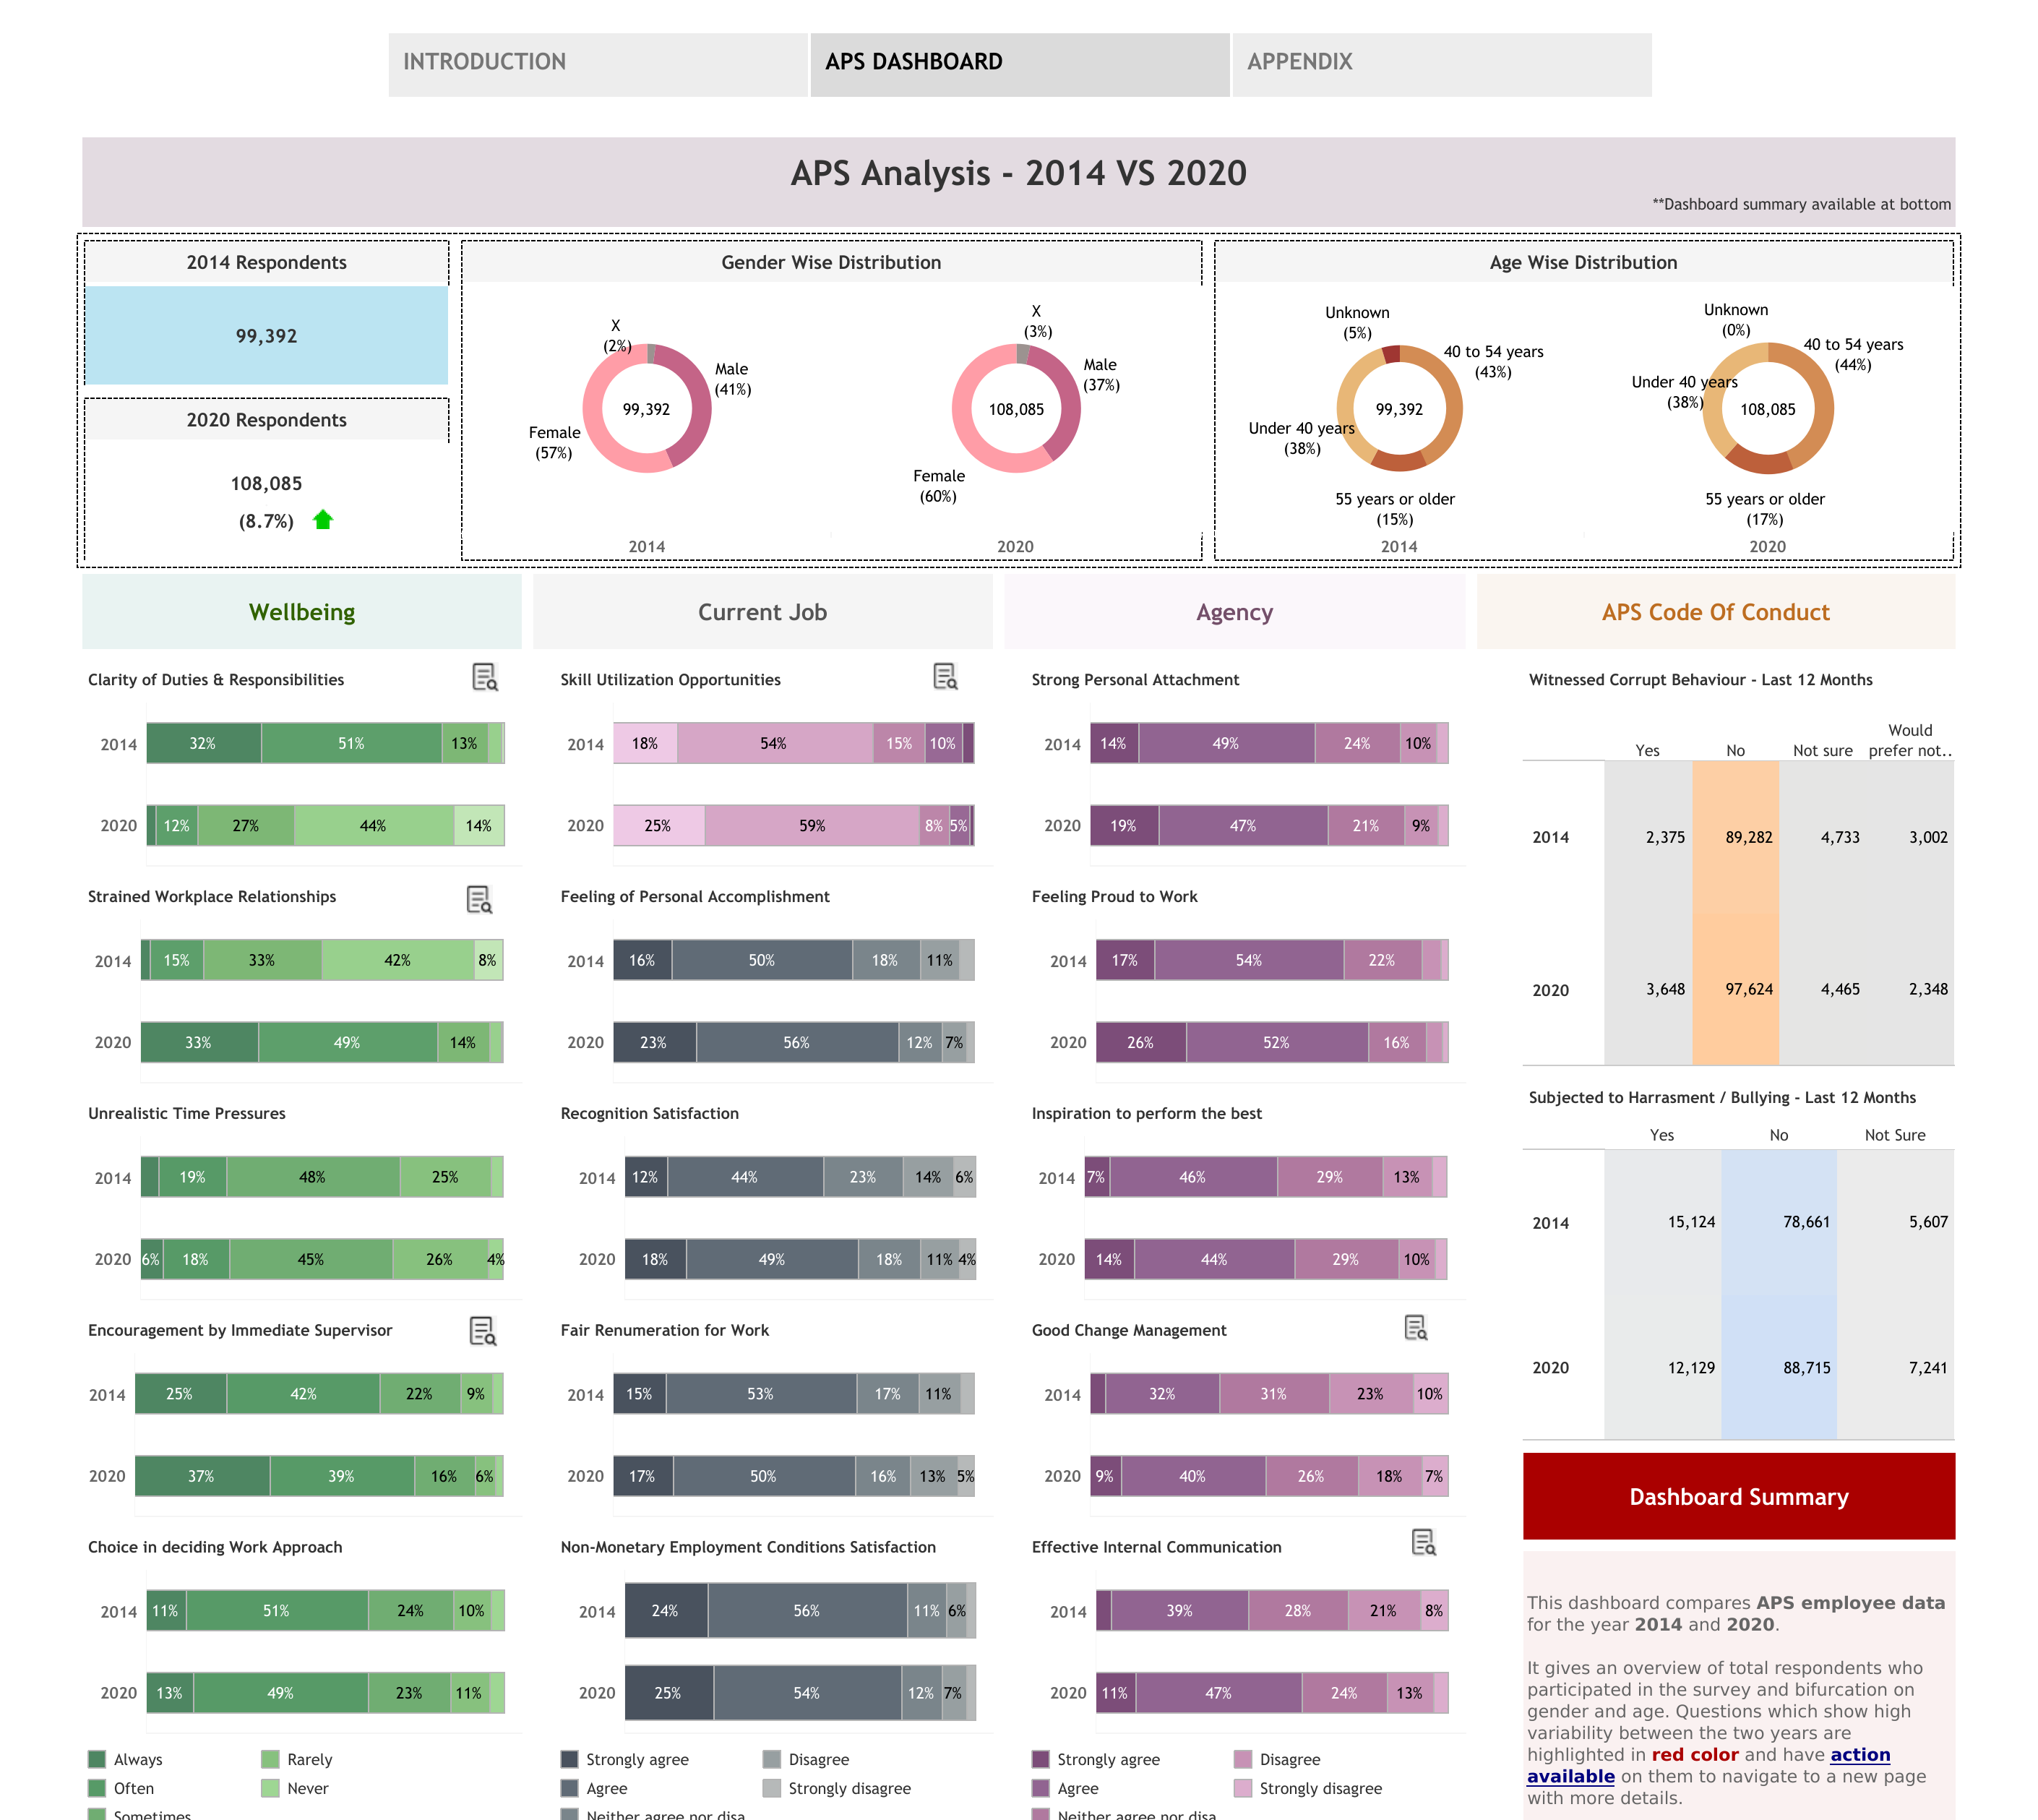 INTRODUCTION
APS DASHBOARD
APPENDIX
APS Analysis - 2014 VS 2020
**Dashboard summary available at bottom
2014 Respondents
99,392
2020 Respondents
108,085
(8.7%)
Gender Wise Distribution
X
(2%)
Male
(41%)
99,392
Female
(57%)
2014
X
(3%)
Male
(37%)
108,085
Female
(60%)
2020
Age Wise Distribution
Unknown
(5%)
40 to 54 years
(43%)
99,392
Under 40 years
(38%)
55 years or older
(15%)
2014
Unknown
(0%)
40 to 54 years
(44%)
Under 40 years
(38%)
108,085
55 years or older
(17%)
2020
Wellbeing
Clarity of Duties & Responsibilities
2014 32% 51% 13%
2020 12% 27% 44% 14%
Strained Workplace Relationships
2014 15% 33% 42% 8%
2020 33% 49% 14%
Unrealistic Time Pressures
2014 19% 48% 25%
2020 6% 18% 45% 26% 4%
Encouragement by Immediate Supervisor
2014 25% 42% 22% 9%
2020 37% 39% 16% 6%
Choice in deciding Work Approach
2014 11% 51% 24% 10%
2020 13% 49% 23% 11%
Always Rarely
Often Never
Sometimes
Current Job
Skill Utilization Opportunities
2014 18% 54% 15% 10%
2020 25% 59% 8% 5%
Feeling of Personal Accomplishment
2014 16% 50% 18% 11%
2020 23% 56% 12% 7%
Recognition Satisfaction
2014 12% 44% 23% 14% 6%
2020 18% 49% 18% 11% 4%
Fair Renumeration for Work
2014 15% 53% 17% 11%
2020 17% 50% 16% 13% 5%
Non-Monetary Employment Conditions Satisfaction
2014 24% 56% 11% 6%
2020 25% 54% 12% 7%
Strongly agree Disagree
Agree Strongly disagree
Neither agree nor disa
Agency
Strong Personal Attachment
2014 14% 49% 24% 10%
2020 19% 47% 21% 9%
Feeling Proud to Work
2014 17% 54% 22%
2020 26% 52% 16%
Inspiration to perform the best
2014 7% 46% 29% 13%
2020 14% 44% 29% 10%
Good Change Management
2014 32% 31% 23% 10%
2020 9% 40% 26% 18% 7%
Effective Internal Communication
2014 39% 28% 21% 8%
2020 11% 47% 24% 13%
Strongly agree Disagree
Agree Strongly disagree
Neither agree nor disa
APS Code Of Conduct
Witnessed Corrupt Behaviour - Last 12 Months
Would
Yes No Not sure prefer not..
2014 2,375 89,282 4,733 3,002
2020 3,648 97,624 4,465 2,348
Subjected to Harrasment / Bullying - Last 12 Months
Yes No Not Sure
2014 15,124 78,661 5,607
2020 12,129 88,715 7,241
Dashboard Summary
This dashboard compares APS employee data
for the year 2014 and 2020.
It gives an overview of total respondents who
participated in the survey and bifurcation on
gender and age. Questions which show high
variability between the two years are
highlighted in red color and have action
available on them to navigate to a new page
with more details.